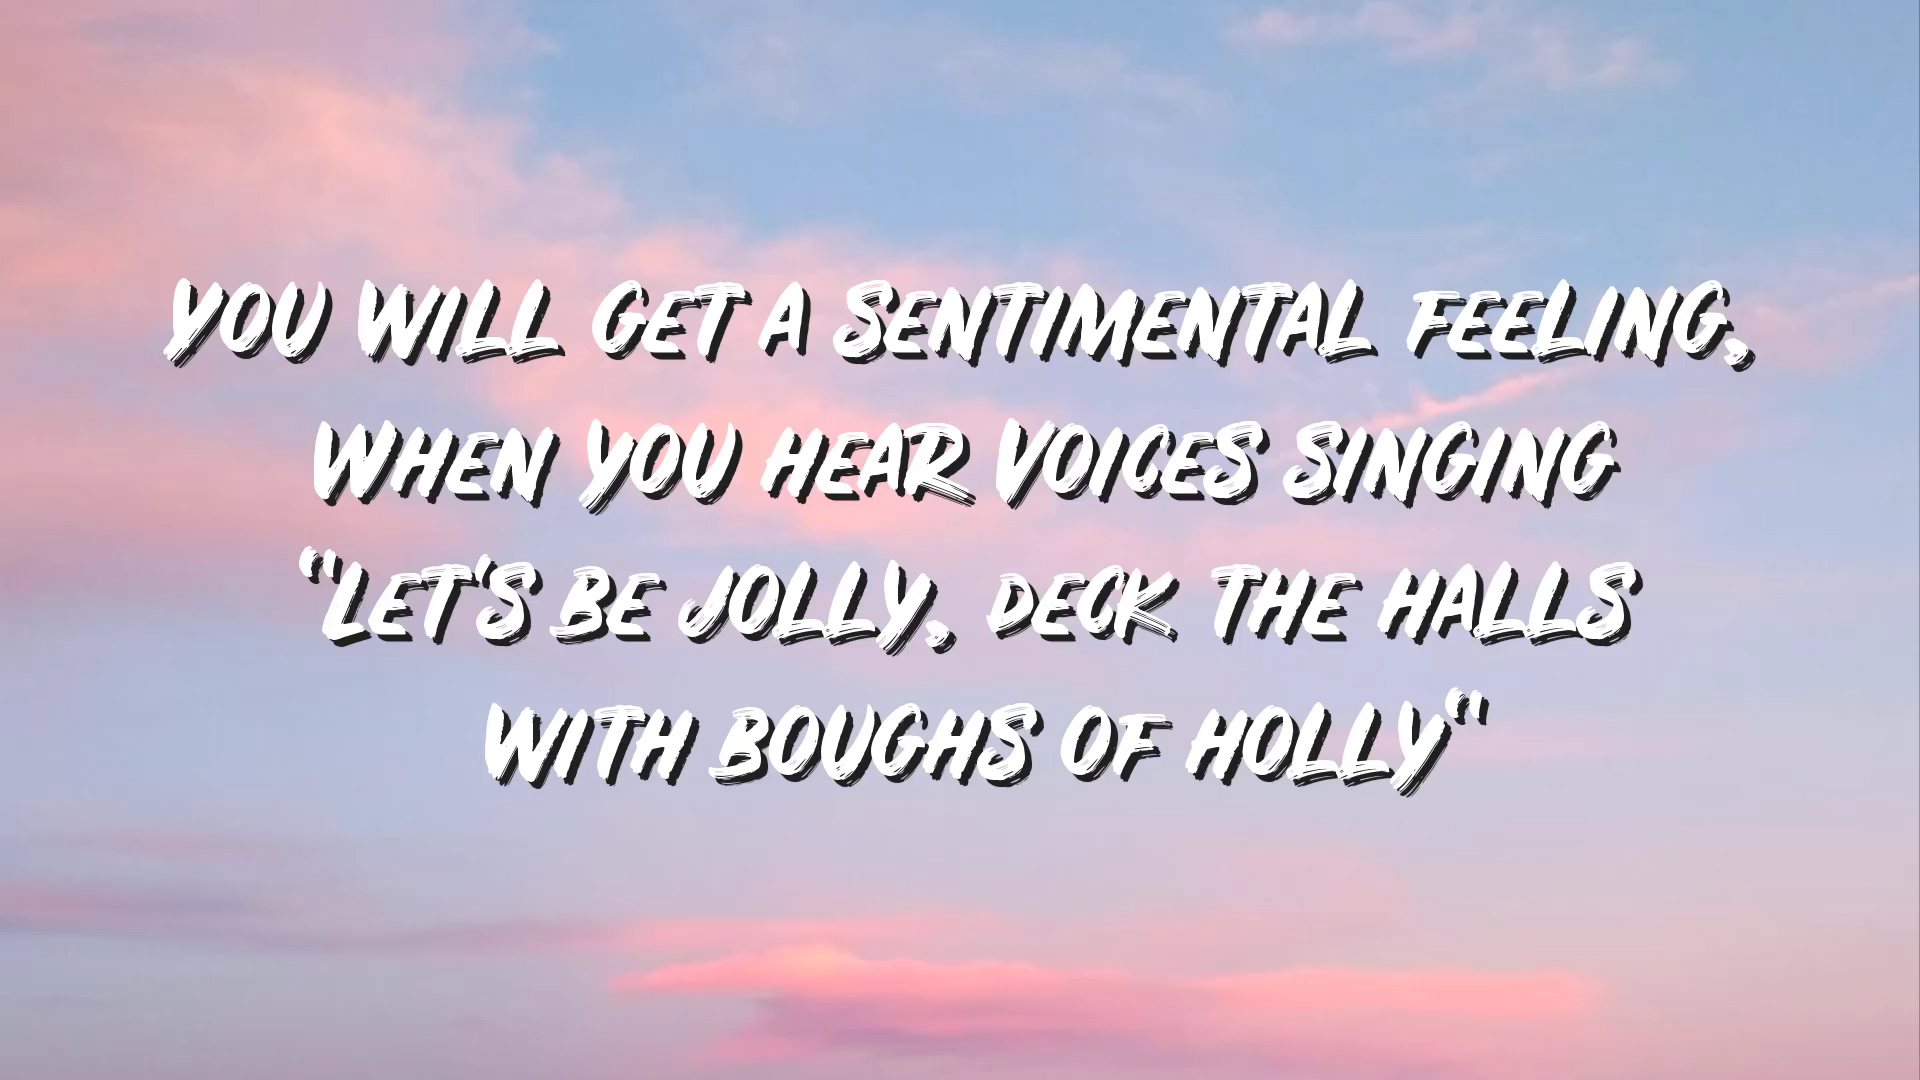 YOU WILL GET A SENTIMENTAL FEELING,
WHEN YOU HEAR VOICES SINGING
“LET'S BE JOLLY, DECK THE HALLS
WITH BOUGHS OF HOLLY“